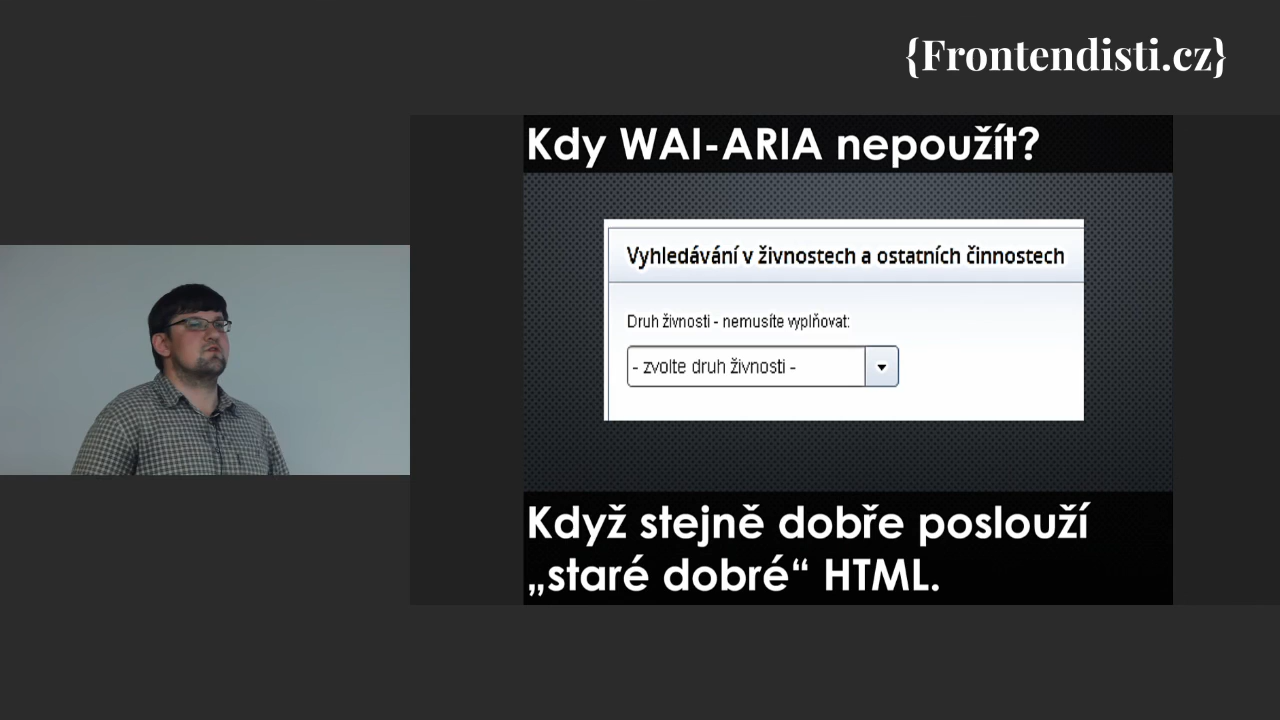 {Frontendisti.cz}
Kdy WAI-ARIA nepoužít?
Vyhledávání v živnostech a ostatních činnostech
Druh živnosti - nemusíte vyplňovat:
- zvolte druh živnosti -
Když stejně dobře poslouží
„staré dobré“ HTML.